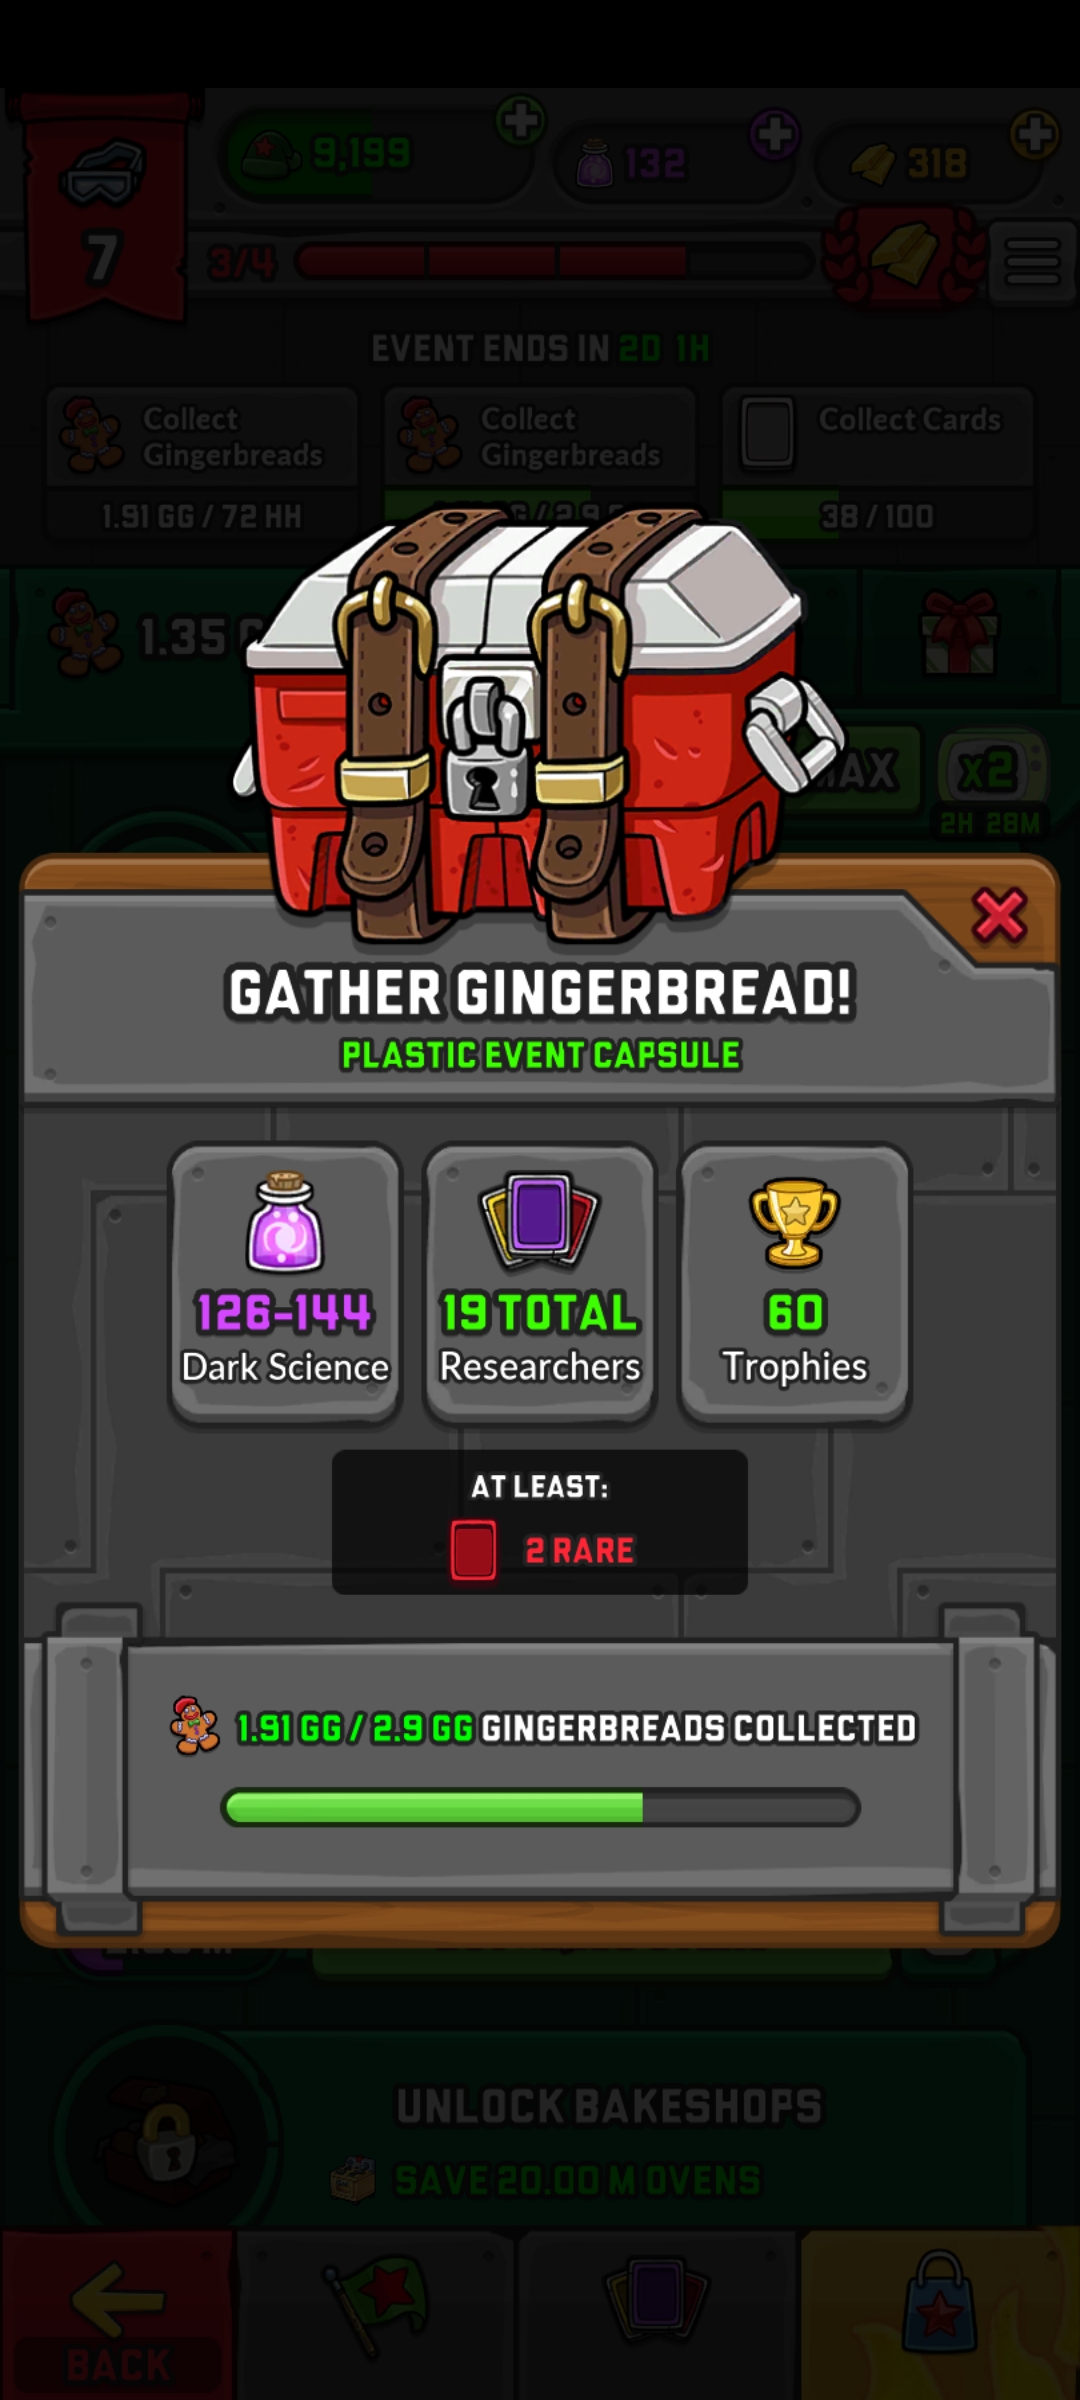 9,199
132
318
7
3/4
EVENT ENDS IN 2D 1H
Collect
Gingerbreads
Collect
Gingerbreads
Collect Cards
1.91 GG / 72 HH
38 / 100
1.35
MAX
x2
2H 28M
GATHER GINGERBREAD!
PLASTIC EVENT CAPSULE
126-144
Dark Science
19 TOTAL
Researchers
60
Trophies
AT LEAST:
2 RARE
1.91 GG / 2.9 GG GINGERBREADS COLLECTED
UNLOCK BAKESHOPS
SAVE 20.00 M OVENS
BACK